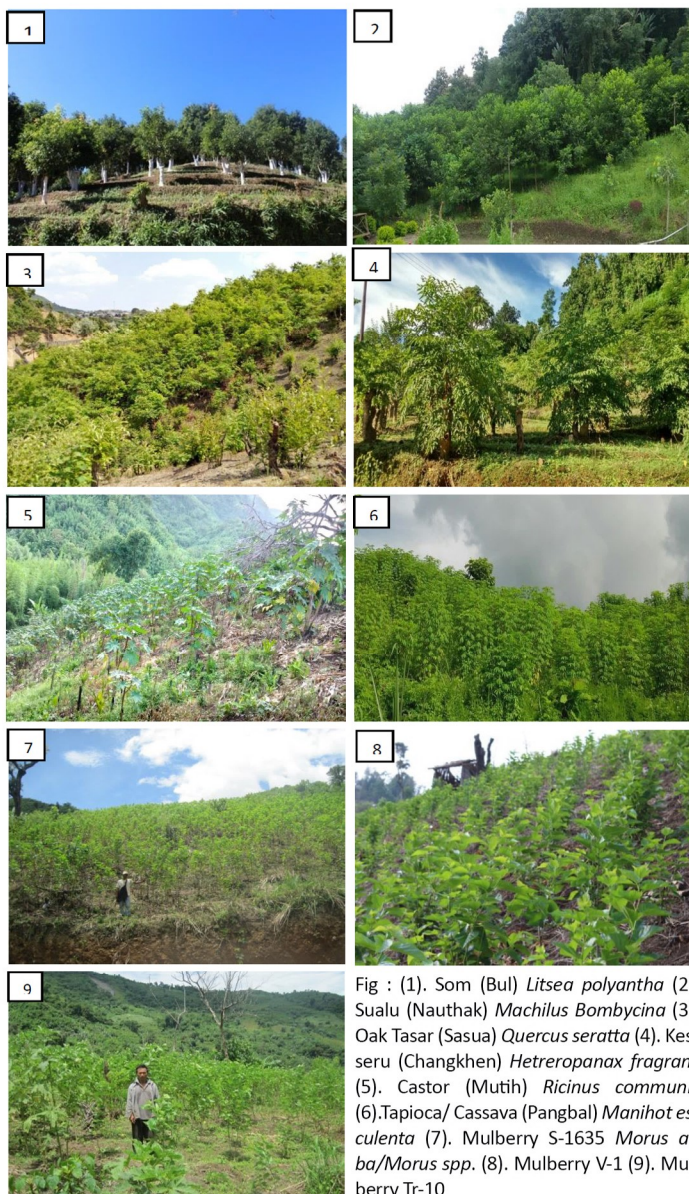 1
2
3
4
5
6
7
8
9
Fig : (1). Som (Bul) Litsea polyantha (2
Sualu (Nauthak) Machilus Bombycina (3
Oak Tasar (Sasua) Quercus seratta (4). Kes
seru (Changkhen) Hetreropanax fragran
(5). Castor (Mutih) Ricinus communi
(6).Tapioca/ Cassava (Pangbal) Manihot es
culenta (7). Mulberry S-1635 Morus a
ba/Morus spp. (8). Mulberry V-1 (9). Mu
berry Tr-10